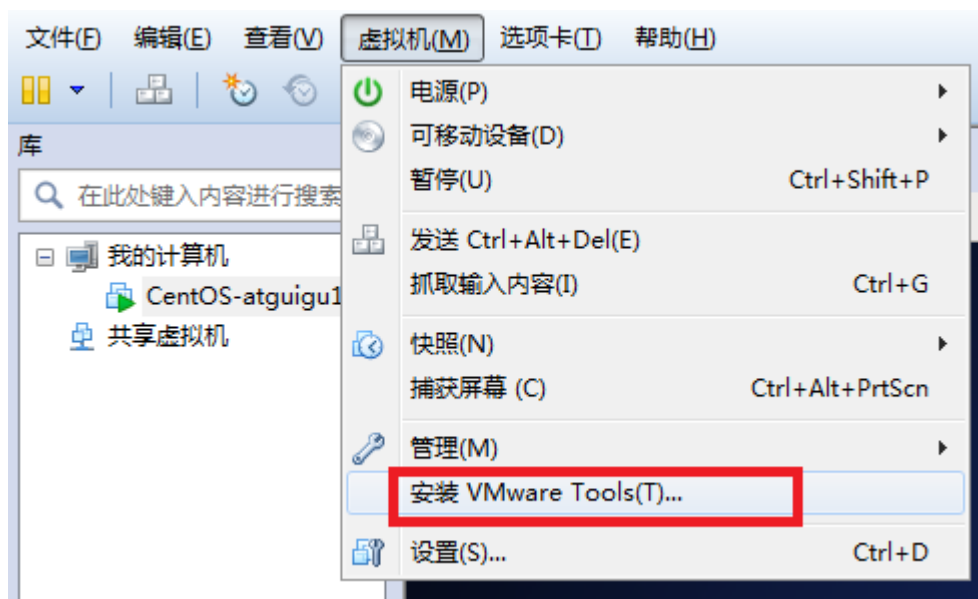 文件(F) 编辑(E) 查看(V) 虚拟机(M) 选项卡(T) 帮助(H)
库
在此处键入内容进行搜索
我的计算机
CentOS-atguigu1
共享虚拟机
电源(P)
可移动设备(D)
暂停(U) Ctrl+Shift+P
发送 Ctrl+Alt+Del(E)
抓取输入内容(I) Ctrl+G
快照(N)
捕获屏幕 (C) Ctrl+Alt+PrtScn
管理(M)
安装 VMware Tools(T)...
设置(S)... Ctrl+D